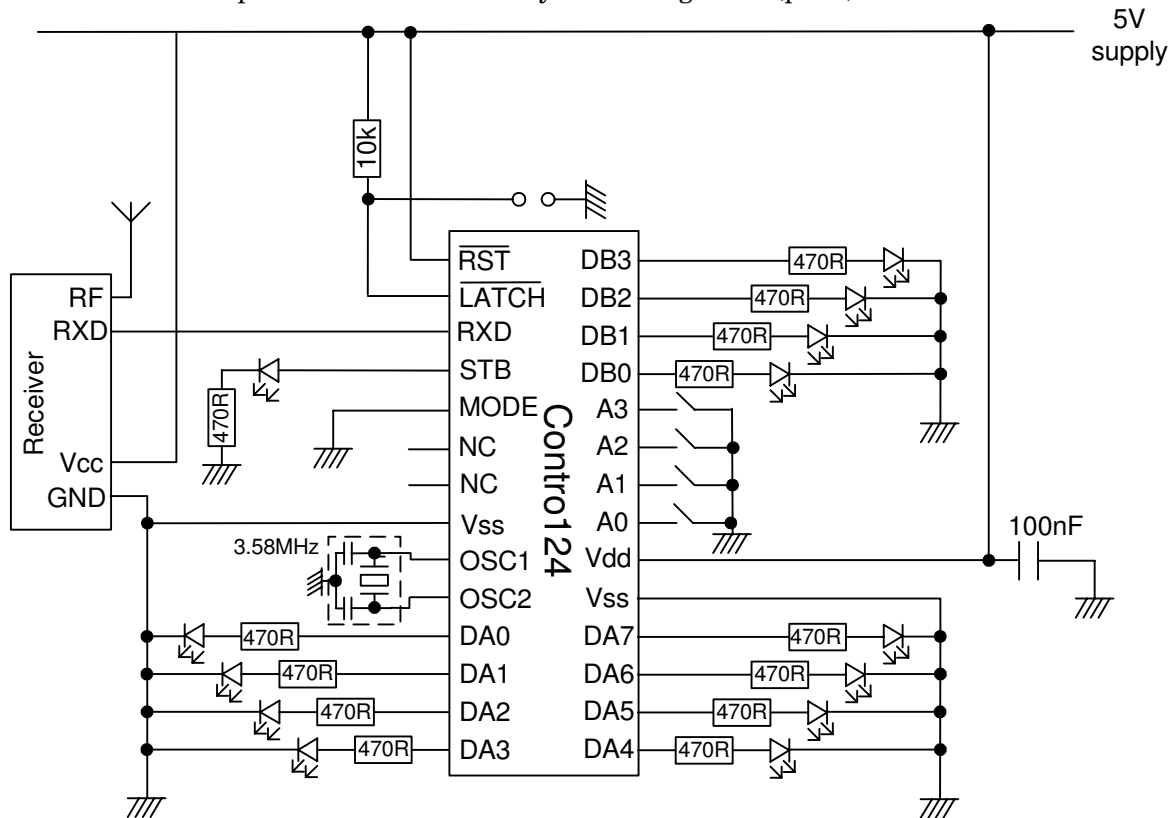 5V
supply
10k
RST
LATCH
RXD
STB
MODE
NC
NC
Vss
OSC1
OSC2
DA0
DA1
DA2
DA3
DB3
DB2
DB1
DB0
A3
A2
A1
A0
Vdd
Vss
DA7
DA6
DA5
DA4
Contro124
RF
RXD
Receiver
Vcc
GND
470R
3.58MHz
470R
470R
470R
470R
470R
470R
470R
470R
100nF
470R
470R
470R
470R